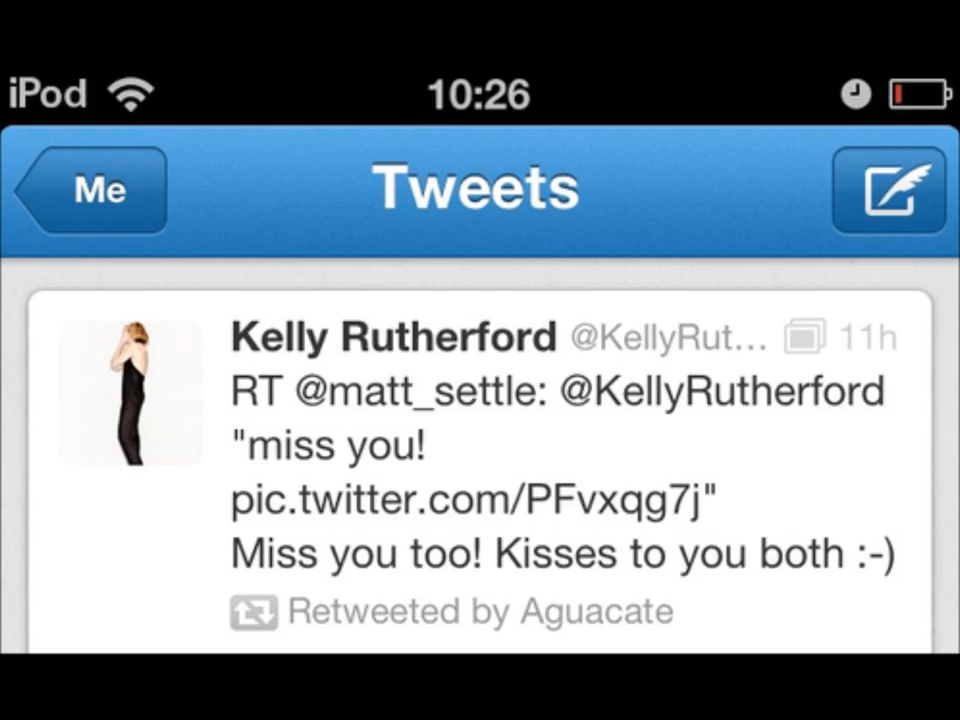 iPod 10:26
Me Tweets
Kelly Rutherford @KellyRut... 11h
RT @matt_settle: @KellyRutherford
"miss you!
pic.twitter.com/PFvxqg7j"
Miss you too! Kisses to you both :-)
Retweeted by Aguacate